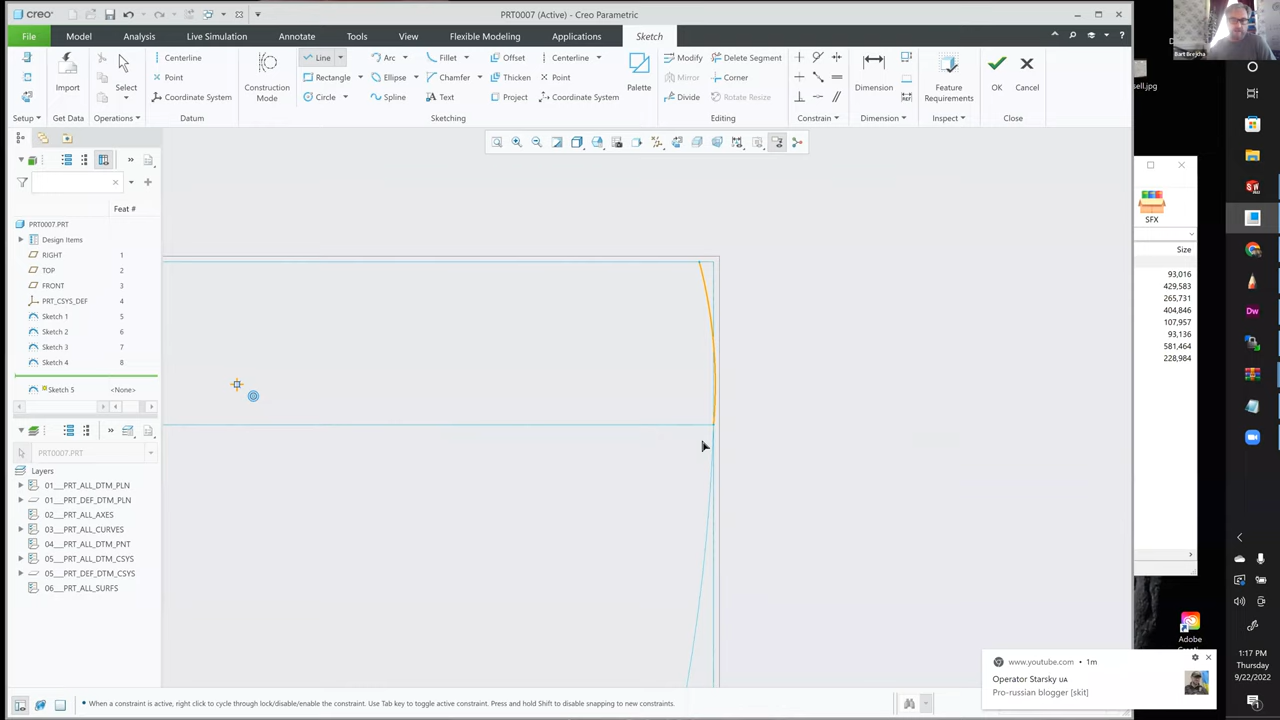 creo
PRT0007 (Active) - Creo Parametric
File Model Analysis Live Simulation Annotate Tools View Flexible Modeling Applications Sketch
Centerline Line Arc Fillet Offset Centerline Modify Delete Segment
Point Rectangle Ellipse Chamfer Thicken Point Mirror Corner
Coordinate System Circle Spline Text Project Coordinate System Divide Rotate Resize
Import Select Construction Mode Palette Dimension Feature Requirements OK Cancel
Setup Get Data Operations Datum Sketching Editing Constrain Dimension Inspect Close
Bart Brejcha
sell.jpg
Feat #
PRT0007.PRT
Design Items
RIGHT 1
TOP 2
FRONT 3
PRT_CSYS_DEF 4
Sketch 1 5
Sketch 2 6
Sketch 3 7
Sketch 4 8
Sketch 5 <None>
PRT0007.PRT
Layers
01___PRT_ALL_DTM_PLN
01___PRT_DEF_DTM_PLN
02___PRT_ALL_AXES
03___PRT_ALL_CURVES
04___PRT_ALL_DTM_PNT
05___PRT_ALL_DTM_CSYS
05___PRT_DEF_DTM_CSYS
06___PRT_ALL_SURFS
SFX
Size
93,016
429,583
265,731
404,846
107,957
93,136
581,464
228,984
Dw
Adobe
www.youtube.com • 1m
Operator Starsky UA
Pro-russian blogger [skit]
1:17 PM
Thursday
9/22/2022
When a constraint is active, right click to cycle through lock/disable/enable the constraint. Use Tab key to toggle active constraint. Press and hold Shift to disable snapping to new constraints.